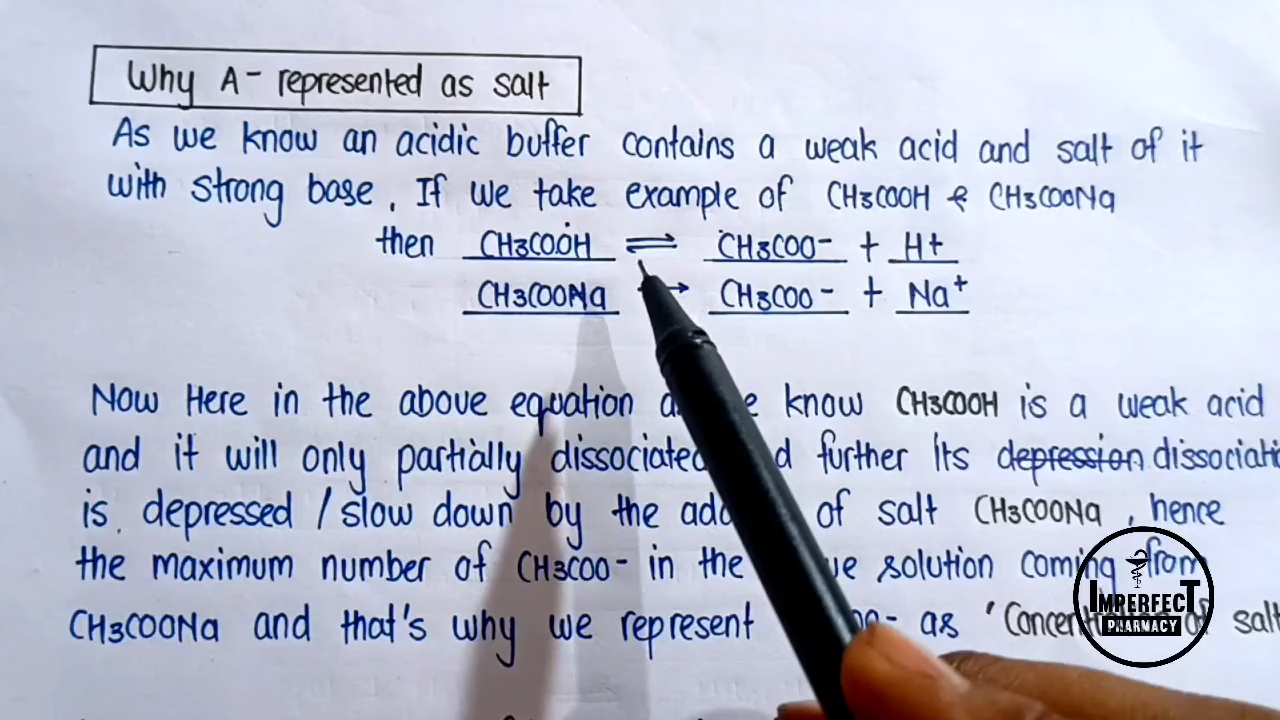 Why A- represented as salt
As we know an acidic buffer contains a weak acid and salt of it
with strong base. If we take example of CH3COOH & CH3COONa
then CH3COOH ⇌ CH3COO- + H+
CH3COONa → CH3COO- + Na+
Now Here in the above equation know CH3COOH is a weak acid
and it will only partially dissociated further its depression
is depressed / slow down by the of salt CH3COONa, hence
the maximum number of CH3COO- in the solution coming from
CH3COONa and that's why we represent as 'Concentration of salt
IMPERFECT
PHARMACY